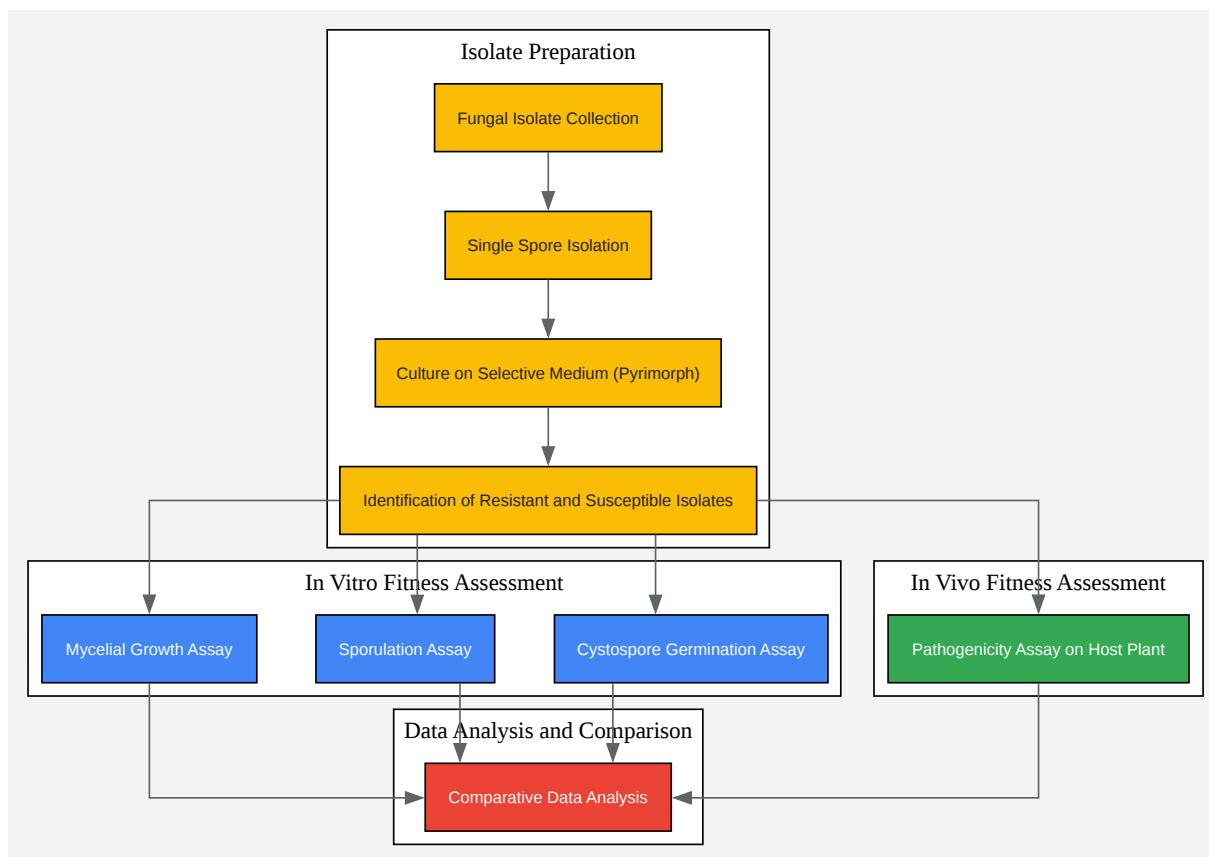 Isolate Preparation
Fungal Isolate Collection
Single Spore Isolation
Culture on Selective Medium (Pyrimorph)
Identification of Resistant and Susceptible Isolates
In Vitro Fitness Assessment
In Vivo Fitness Assessment
Mycelial Growth Assay
Sporulation Assay
Cystospore Germination Assay
Pathogenicity Assay on Host Plant
Data Analysis and Comparison
Comparative Data Analysis